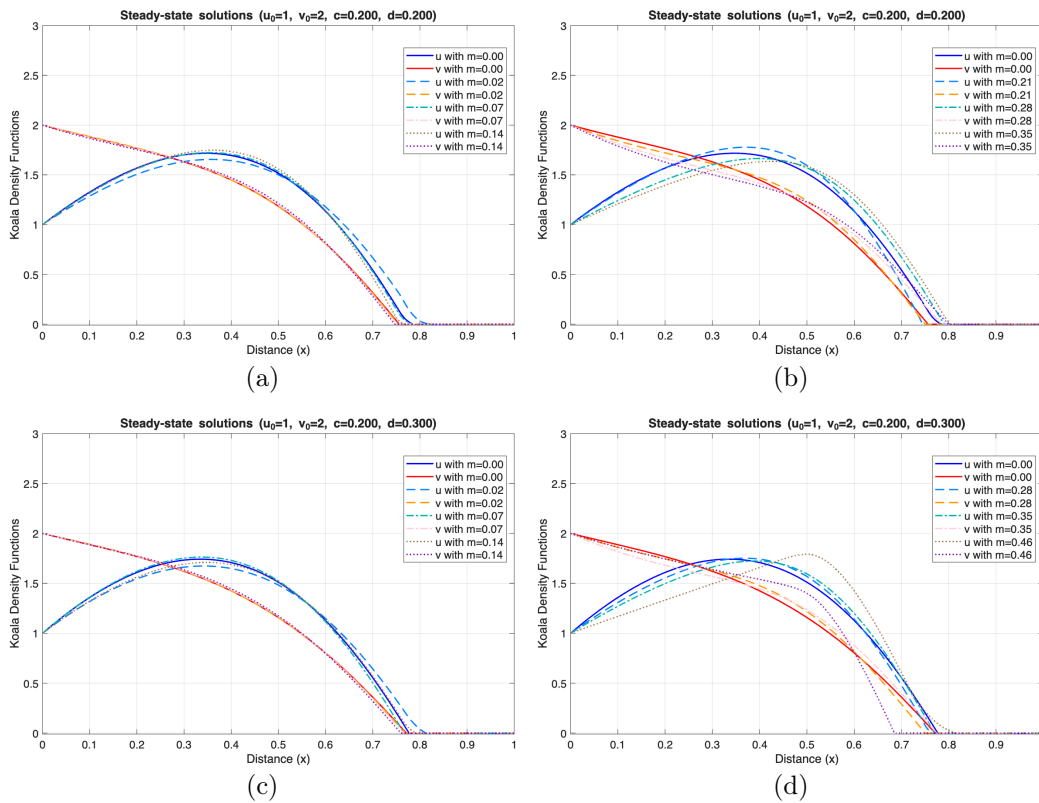 Steady-state solutions (u₀=1, v₀=2, c=0.200, d=0.200)
Koala Density Functions
3
2.5
2
1.5
1
0.5
0
u with m=0.00
v with m=0.00
u with m=0.02
v with m=0.02
u with m=0.07
v with m=0.07
u with m=0.14
v with m=0.14
0 0.1 0.2 0.3 0.4 0.5 0.6 0.7 0.8 0.9 1
Distance (x)
(a)
Steady-state solutions (u₀=1, v₀=2, c=0.200, d=0.200)
Koala Density Functions
3
2.5
2
1.5
1
0.5
0
u with m=0.00
v with m=0.00
u with m=0.21
v with m=0.21
u with m=0.28
v with m=0.28
u with m=0.35
v with m=0.35
0 0.1 0.2 0.3 0.4 0.5 0.6 0.7 0.8 0.9
Distance (x)
(b)
Steady-state solutions (u₀=1, v₀=2, c=0.200, d=0.300)
Koala Density Functions
3
2.5
2
1.5
1
0.5
0
u with m=0.00
v with m=0.00
u with m=0.02
v with m=0.02
u with m=0.07
v with m=0.07
u with m=0.14
v with m=0.14
0 0.1 0.2 0.3 0.4 0.5 0.6 0.7 0.8 0.9 1
Distance (x)
(c)
Steady-state solutions (u₀=1, v₀=2, c=0.200, d=0.300)
Koala Density Functions
3
2.5
2
1.5
1
0.5
0
u with m=0.00
v with m=0.00
u with m=0.28
v with m=0.28
u with m=0.35
v with m=0.35
u with m=0.46
v with m=0.46
0 0.1 0.2 0.3 0.4 0.5 0.6 0.7 0.8 0.9
Distance (x)
(d)